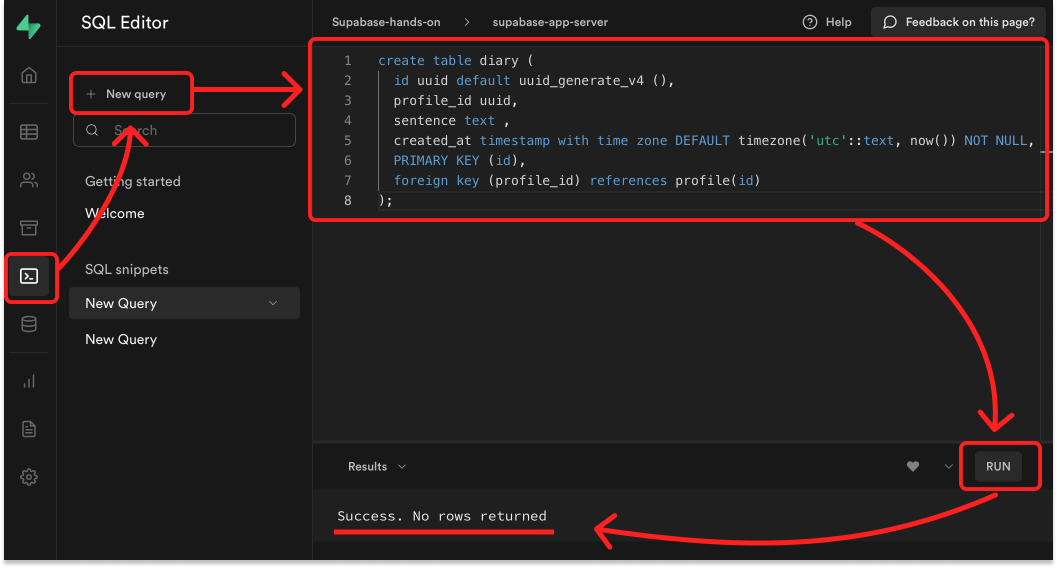 SQL Editor
Supabase-hands-on > supabase-app-server
Help
Feedback on this page?
+ New query
Search
Getting started
Welcome
SQL snippets
New Query
New Query
1 create table diary (
2 id uuid default uuid_generate_v4 (),
3 profile_id uuid,
4 sentence text ,
5 created_at timestamp with time zone DEFAULT timezone('utc'::text, now()) NOT NULL,
6 PRIMARY KEY (id),
7 foreign key (profile_id) references profile(id)
8 );
Results
RUN
Success. No rows returned